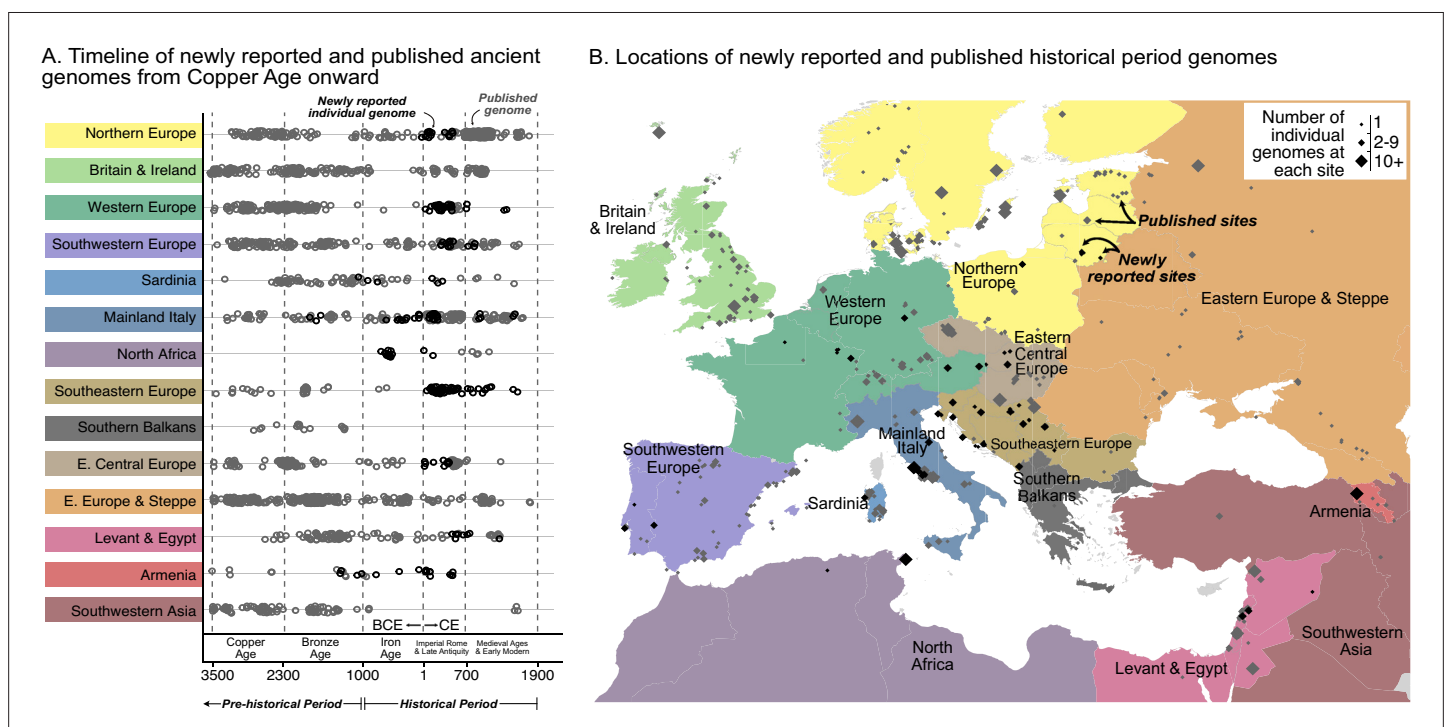 A. Timeline of newly reported and published ancient
genomes from Copper Age onward
Newly reported
individual genome
Published
genome
Northern Europe
Britain & Ireland
Western Europe
Southwestern Europe
Sardinia
Mainland Italy
North Africa
Southeastern Europe
Southern Balkans
E. Central Europe
E. Europe & Steppe
Levant & Egypt
Armenia
Southwestern Asia
BCE
CE
Copper
Age
Bronze
Age
Iron
Age
Imperial Rome
& Late Antiquity
Medieval Ages
& Early Modern
3500 2300 1000 1 700 1900
Pre-historical Period
Historical Period
B. Locations of newly reported and published historical period genomes
Number of
individual
genomes at
each site
1
2-9
10+
Britain
& Ireland
Published sites
Newly
reported sites
Northern
Europe
Eastern Europe & Steppe
Western
Europe
Eastern
Central
Europe
Mainland
Italy
Southeastern Europe
Southwestern
Europe
Southern
Balkans
Sardinia
Armenia
North
Africa
Levant & Egypt
Southwestern
Asia